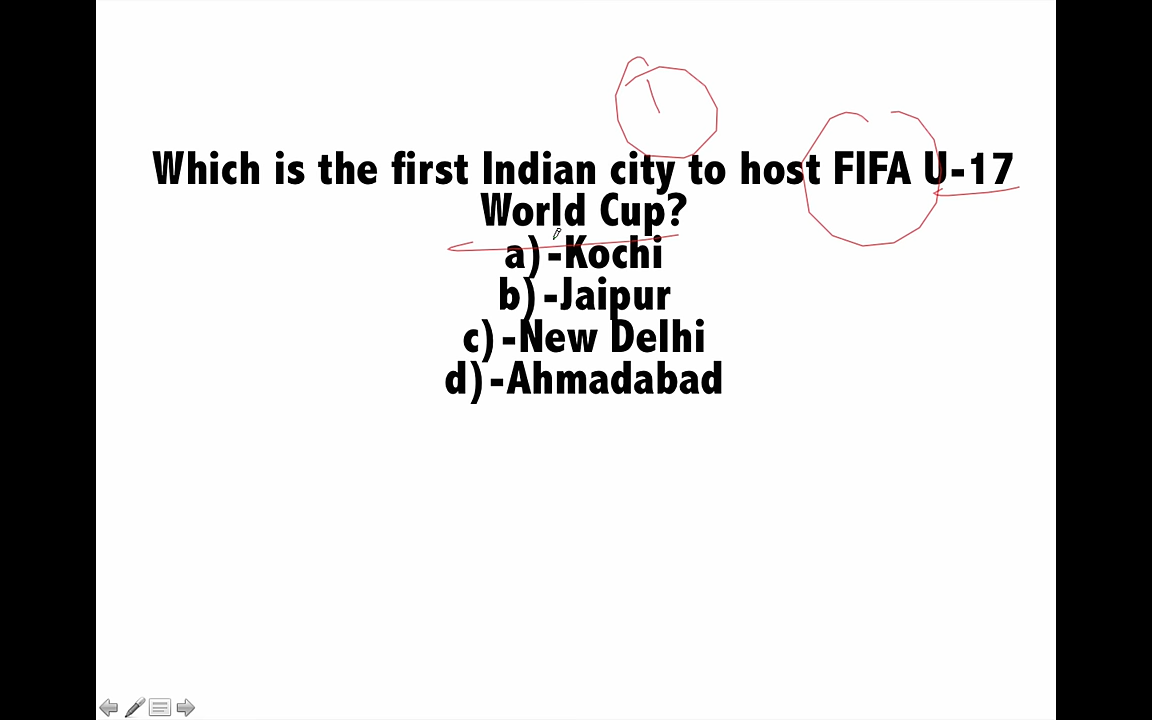 Which is the first Indian city to host FIFA U-17
World Cup?
a)-Kochi
b)-Jaipur
c)-New Delhi
d)-Ahmadabad